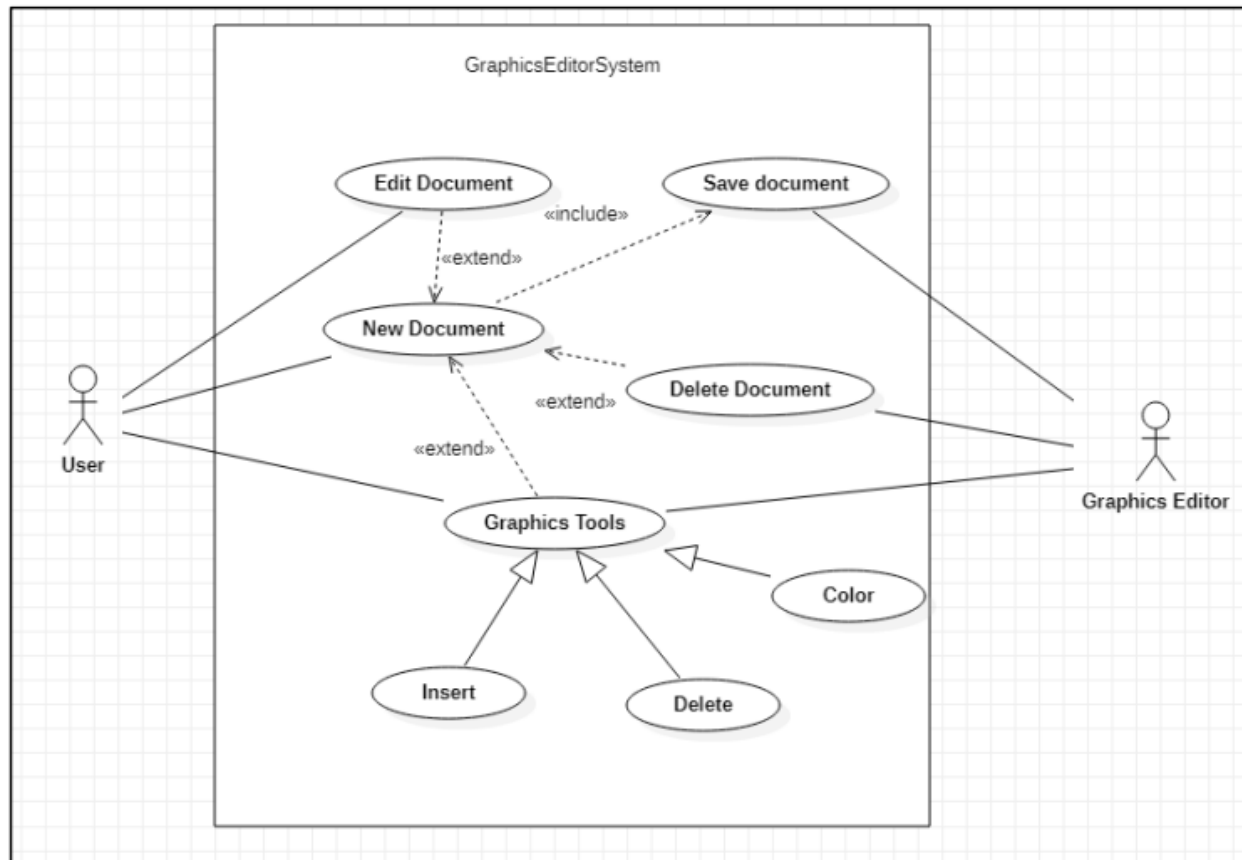 GraphicsEditorSystem
Edit Document
Save document
«include»
«extend»
New Document
Delete Document
«extend»
«extend»
User
Graphics Editor
Graphics Tools
Color
Insert
Delete